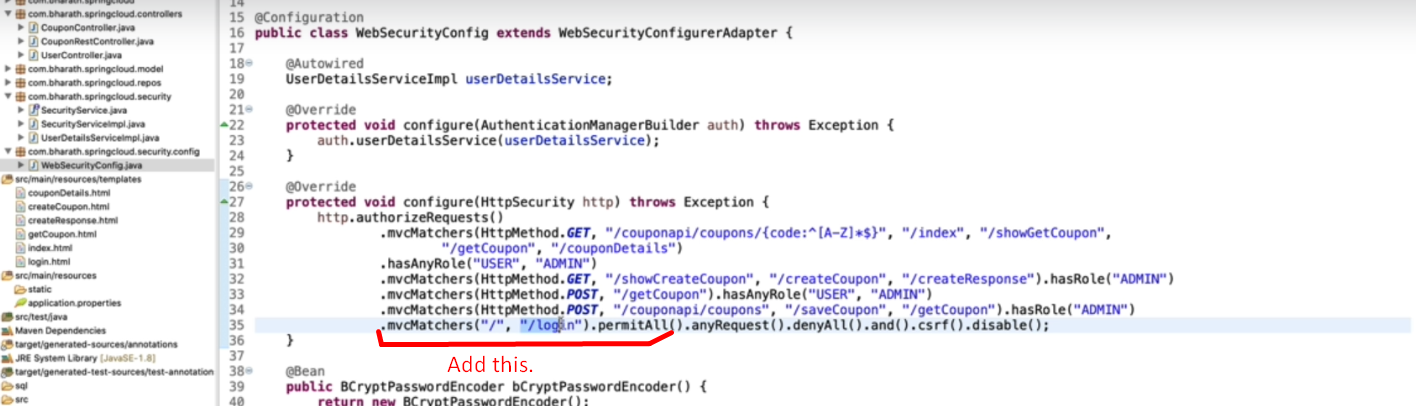 com.bharath.springcloud
com.bharath.springcloud.controllers
CouponController.java
CouponRestController.java
UserController.java
com.bharath.springcloud.model
com.bharath.springcloud.repos
com.bharath.springcloud.security
SecurityService.java
SecurityServiceImpl.java
UserDetailsServiceImpl.java
com.bharath.springcloud.security.config
WebSecurityConfig.java
src/main/resources/templates
couponDetails.html
createCoupon.html
createResponse.html
getCoupon.html
index.html
login.html
src/main/resources
static
application.properties
src/test/java
Maven Dependencies
target/generated-sources/annotations
JRE System Library [JavaSE-1.8]
target/generated-test-sources/test-annotation
sql
src
14
15 @Configuration
16 public class WebSecurityConfig extends WebSecurityConfigurerAdapter {
17
18 @Autowired
19 UserDetailsServiceImpl userDetailsService;
20
21 @Override
22 protected void configure(AuthenticationManagerBuilder auth) throws Exception {
23 auth.userDetailsService(userDetailsService);
24 }
25
26 @Override
27 protected void configure(HttpSecurity http) throws Exception {
28 http.authorizeRequests()
29 .mvcMatchers(HttpMethod.GET, "/couponapi/coupons/{code:^[A-Z]*$}", "/index", "/showGetCoupon",
30 "/getCoupon", "/couponDetails")
31 .hasAnyRole("USER", "ADMIN")
32 .mvcMatchers(HttpMethod.GET, "/showCreateCoupon", "/createCoupon", "/createResponse").hasRole("ADMIN")
33 .mvcMatchers(HttpMethod.POST, "/getCoupon").hasAnyRole("USER", "ADMIN")
34 .mvcMatchers(HttpMethod.POST, "/couponapi/coupons", "/saveCoupon", "/getCoupon").hasRole("ADMIN")
35 .mvcMatchers("/", "/login").permitAll().anyRequest().denyAll().and().csrf().disable();
36 }
Add this.
37
38 @Bean
39 public BCryptPasswordEncoder bCryptPasswordEncoder() {
40 return new BCryptPasswordEncoder();